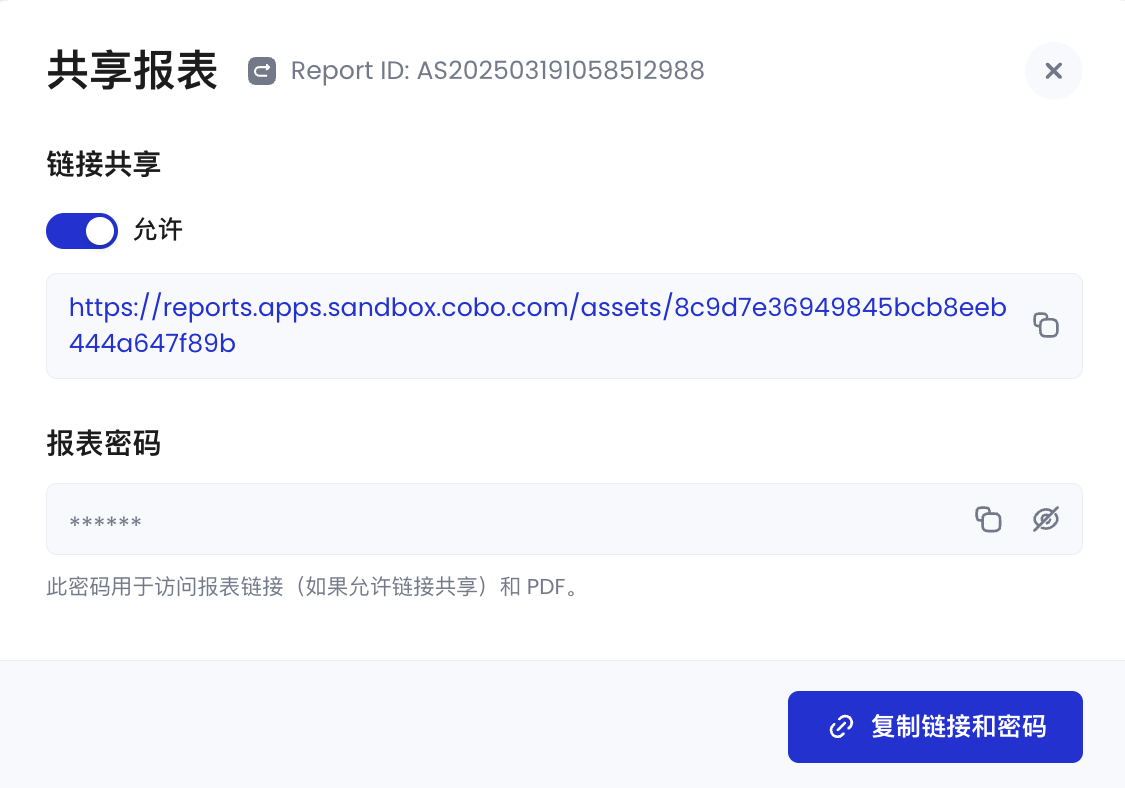 共享报表
Report ID: AS202503191058512988
链接共享
允许
https://reports.apps.sandbox.cobo.com/assets/8c9d7e36949845bcb8eeb
444a647f89b
报表密码
******
此密码用于访问报表链接（如果允许链接共享）和 PDF。
复制链接和密码